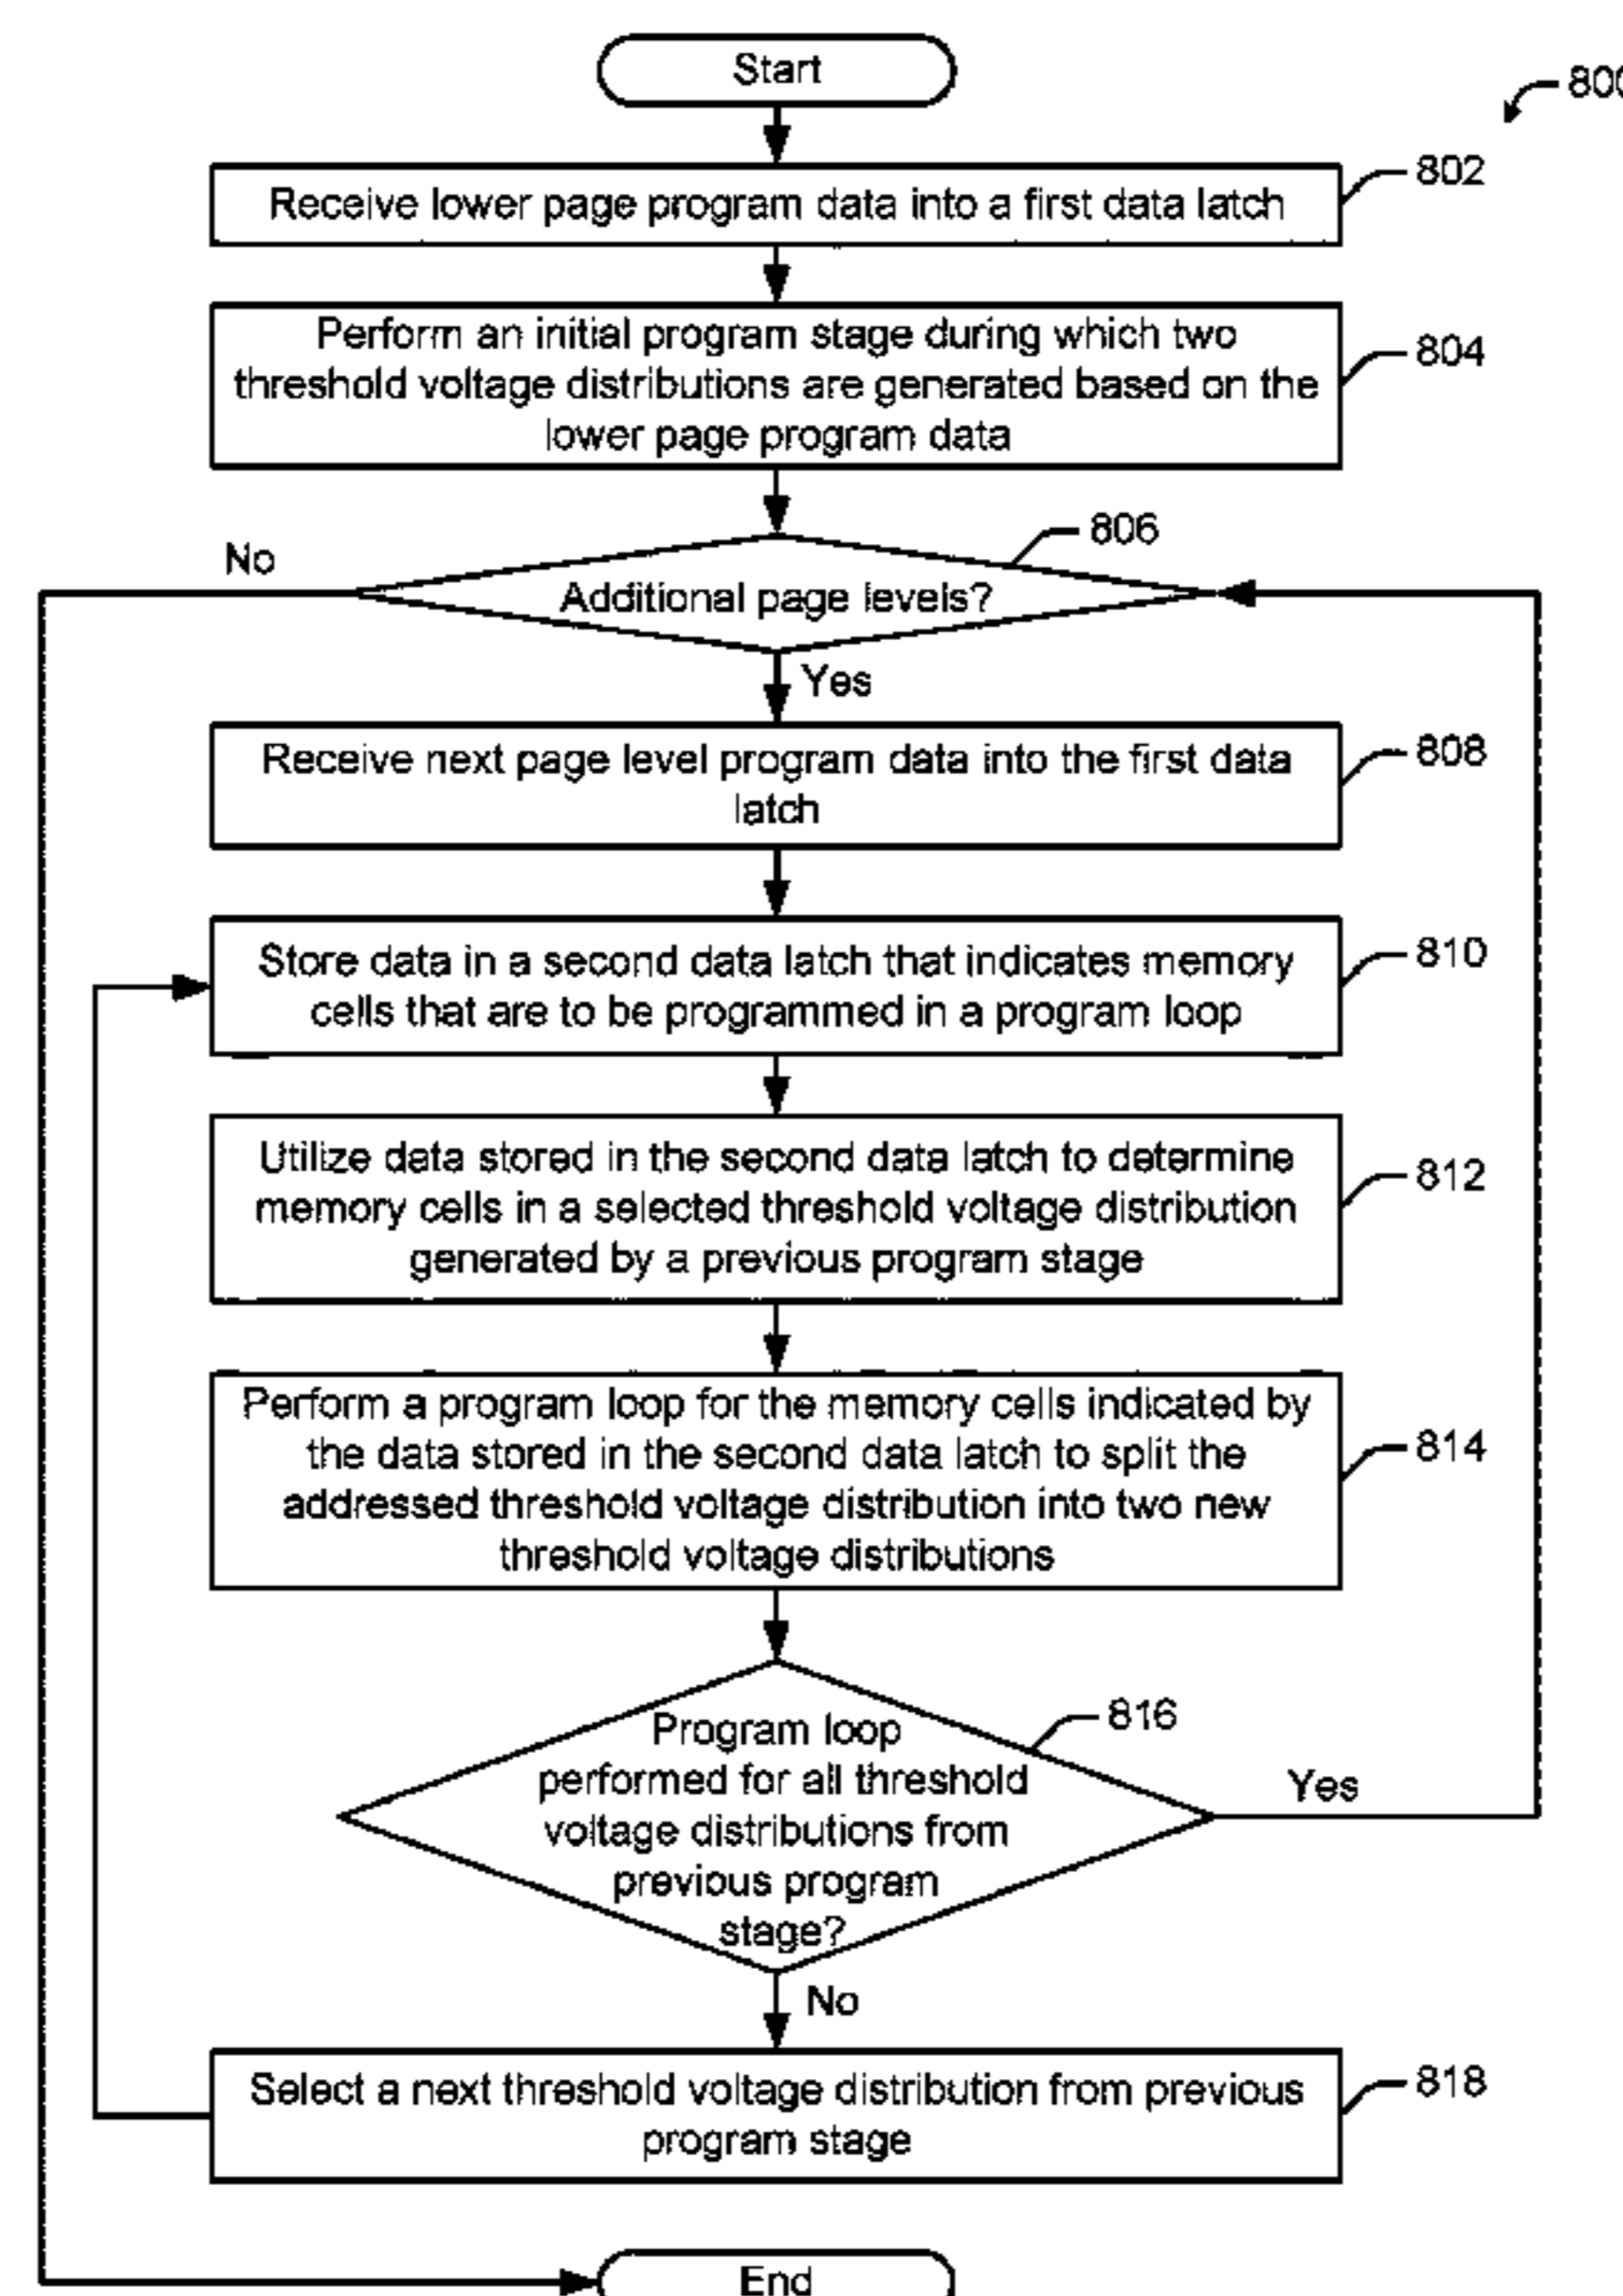 Start
800
802
Receive lower page program data into a first data latch
Perform an initial program stage during which two
804
threshold voltage distributions are generated based on the
lower page program data
806
No
Additional page levels?
Yes
Receive next page level program data into the first data
808
latch
Store data in a second data latch that indicates memory
810
cells that are to be programmed in a program loop
Utilize data stored in the second data latch to determine
812
memory cells in a selected threshold voltage distribution
generated by a previous program stage
Perform a program loop for the memory cells indicated by
the data stored in the second data latch to split the
814
addressed threshold voltage distribution into two new
threshold voltage distributions
816
Program loop
performed for all threshold
Yes
voltage distributions from
previous program
stage?
No
Select a next threshold voltage distribution from previous
818
program stage
End